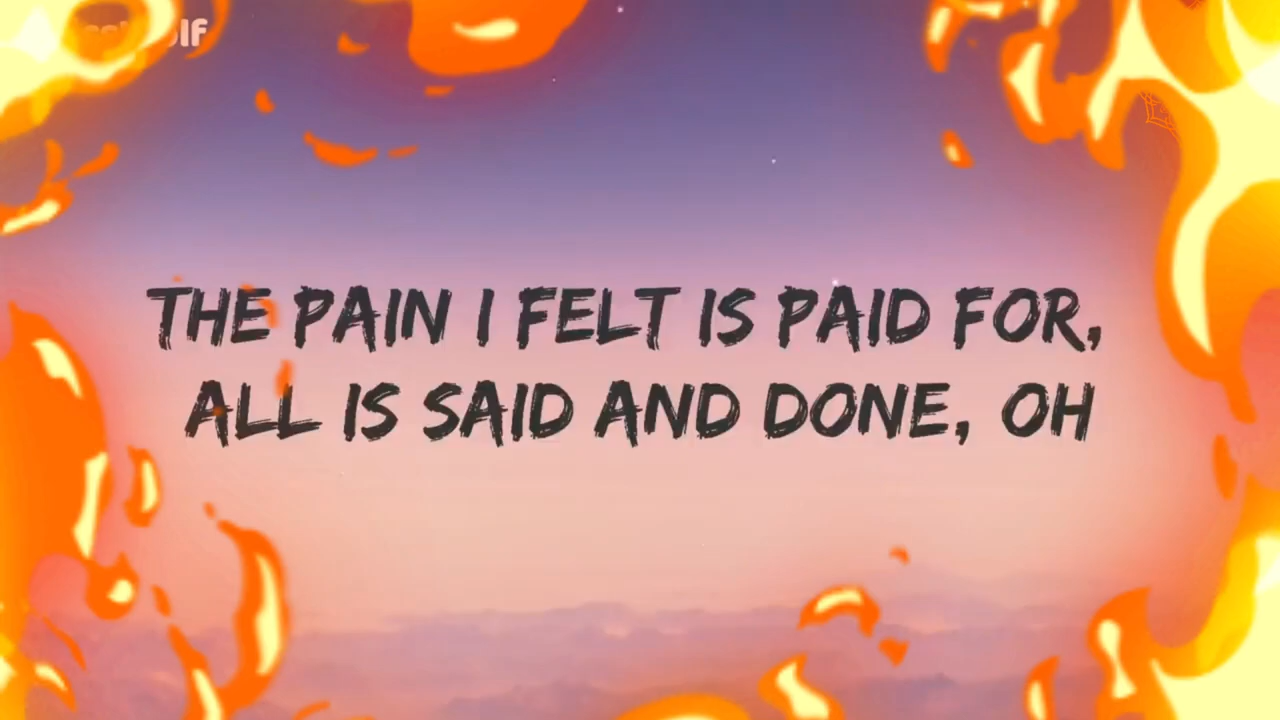 THE PAIN I FELT IS PAID FOR,
ALL IS SAID AND DONE, OH